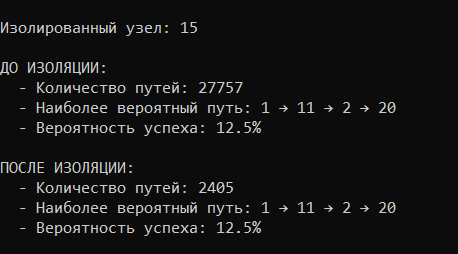 Изолированный узел: 15
ДО ИЗОЛЯЦИИ:
- Количество путей: 27757
- Наиболее вероятный путь: 1 → 11 → 2 → 20
- Вероятность успеха: 12.5%
ПОСЛЕ ИЗОЛЯЦИИ:
- Количество путей: 2405
- Наиболее вероятный путь: 1 → 11 → 2 → 20
- Вероятность успеха: 12.5%